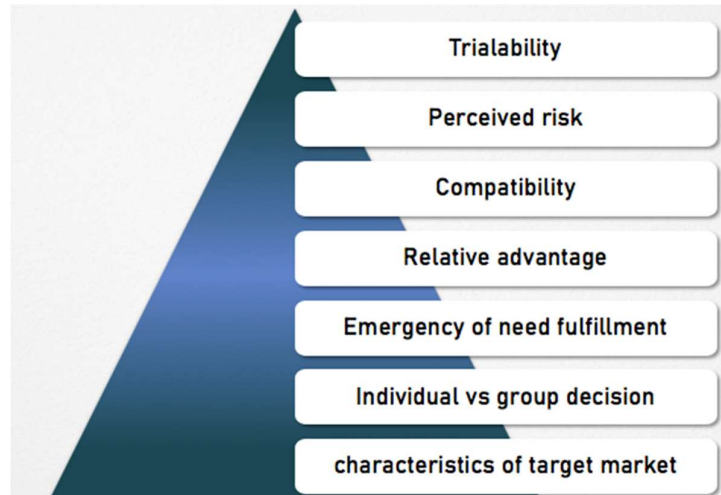 Trialability
Perceived risk
Compatibility
Relative advantage
Emergency of need fulfillment
Individual vs group decision
characteristics of target market